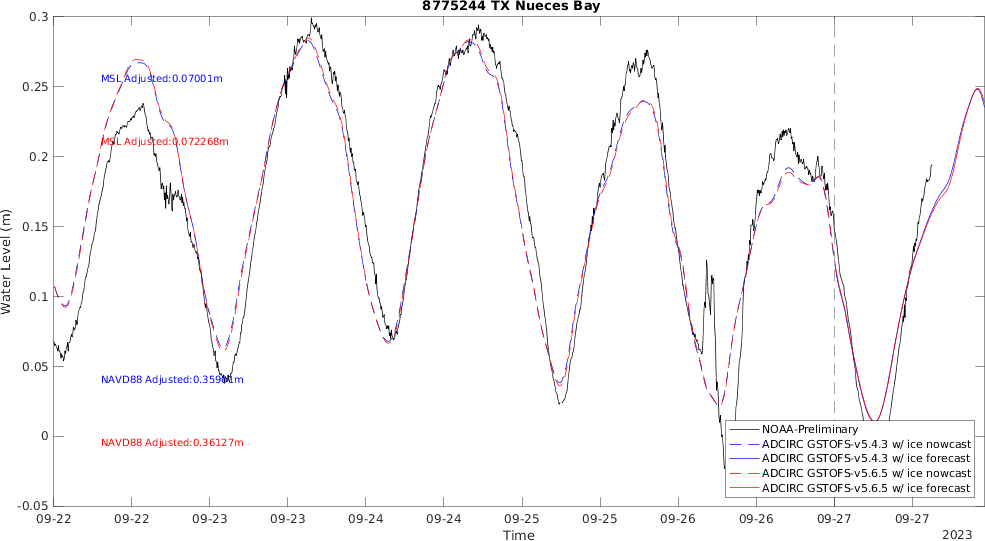 8775244 TX Nueces Bay
0.3
0.25
0.2
0.15
0.1
0.05
0
-0.05
Water Level (m)
MSL Adjusted:0.07001m
MSL Adjusted:0.072268m
NAVD88 Adjusted:
NAVD88 Adjusted:0.36127m
NOAA-Preliminary
ADCIRC GSTOFS-v5.4.3 w/ ice nowcast
ADCIRC GSTOFS-v5.4.3 w/ ice forecast
ADCIRC GSTOFS-v5.6.5 w/ ice nowcast
ADCIRC GSTOFS-v5.6.5 w/ ice forecast
09-22 09-22 09-23 09-23 09-24 09-24 09-25 09-25 09-26 09-26 09-27 09-27
Time
2023